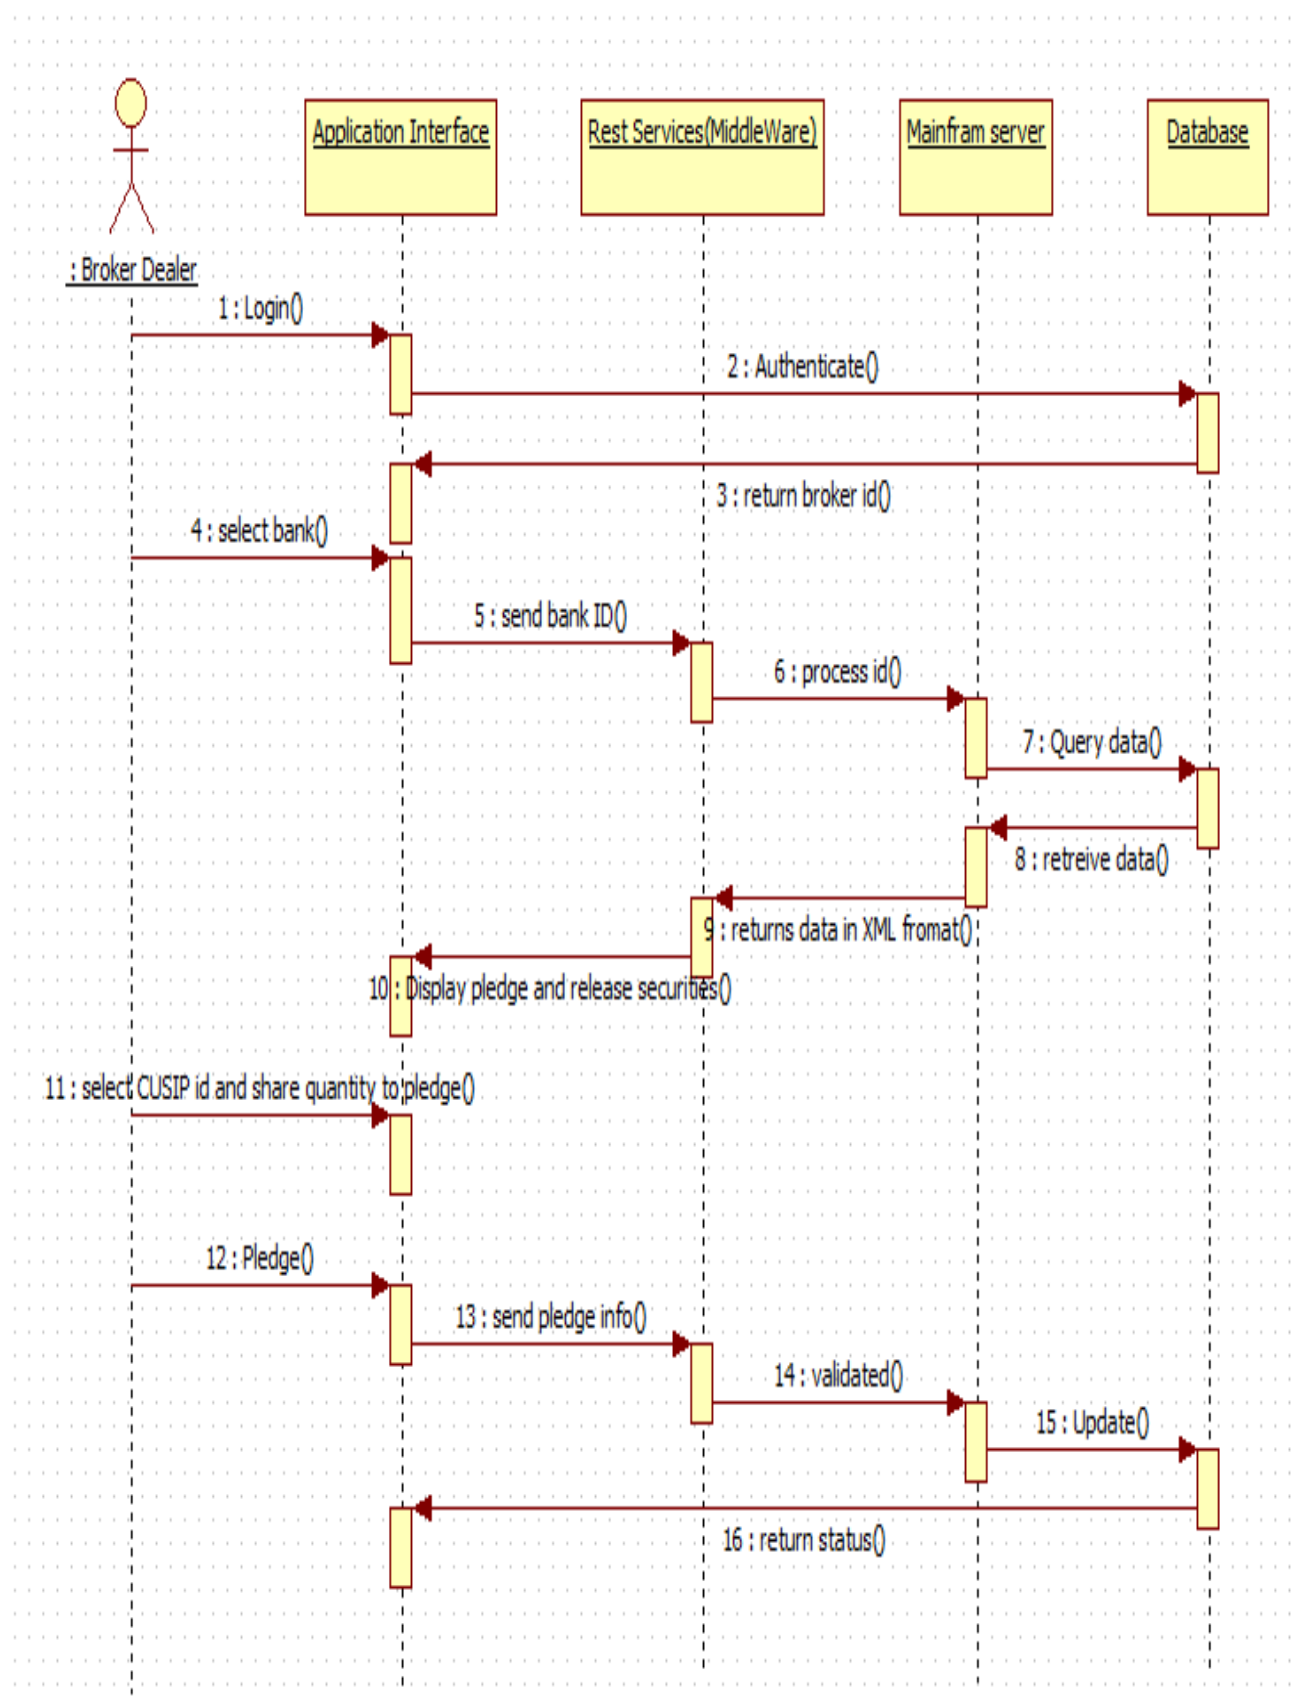 Application Interface
Rest Services(MiddleWare)
Mainfram server
Database
: Broker Dealer
1 : Login()
2 : Authenticate()
3 : return broker id()
4 : select bank()
5 : send bank ID()
6 : process id()
7 : Query data()
8 : retreive data()
9 : returns data in XML fromat()
10 : Display pledge and release securities()
11 : select CUSIP id and share quantity to pledge()
12 : Pledge()
13 : send pledge info()
14 : validated()
15 : Update()
16 : return status()